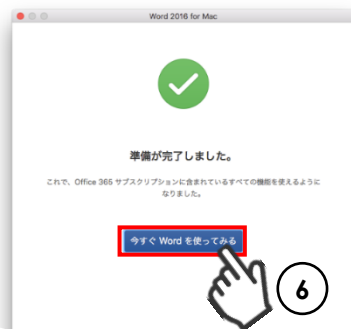 Word 2016 for Mac
準備が完了しました。
これで、Office 365 サブスクリプションに含まれているすべての機能を使えるように
なりました。
今すぐ Word を使ってみる
6